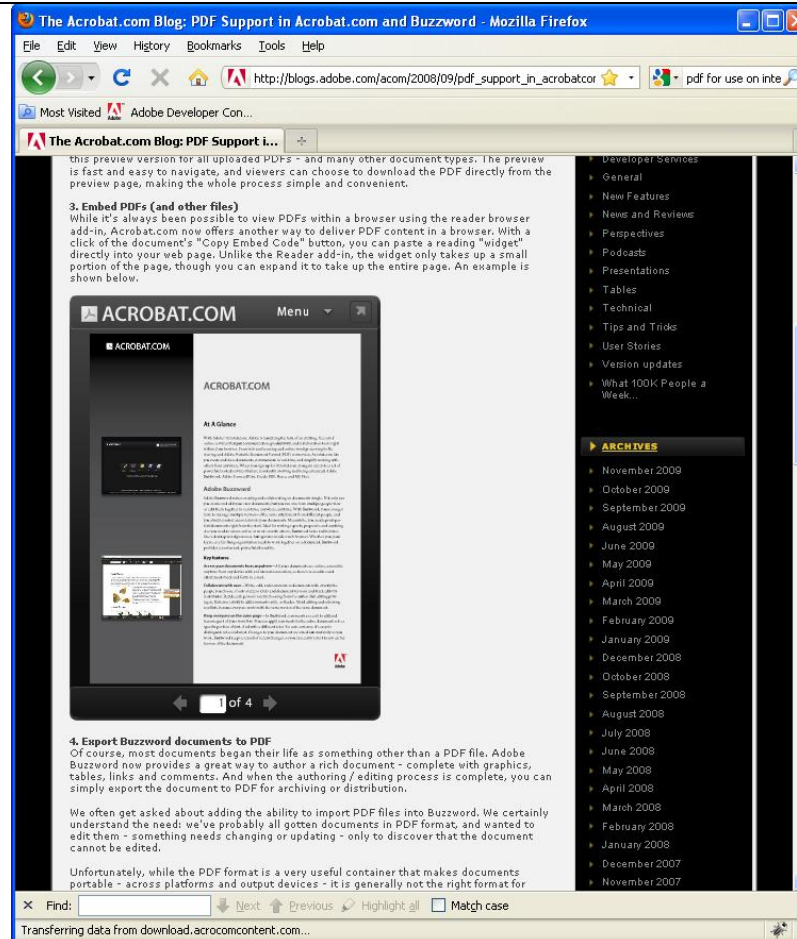 The Acrobat.com Blog: PDF Support in Acrobat.com and Buzzword - Mozilla Firefox
File Edit View History Bookmarks Tools Help
http://blogs.adobe.com/acom/2008/09/pdf_support_in_acrobatcor
pdf for use on inte
Most Visited Adobe Developer Con...
The Acrobat.com Blog: PDF Support i...
this preview version for all uploaded PDFs - and many other document types. The preview
is fast and easy to navigate, and viewers can choose to download the PDF directly from the
preview page, making the whole process simple and convenient.
3. Embed PDFs (and other files)
While it's always been possible to view PDFs within a browser using the reader browser
add-in, Acrobat.com now offers another way to deliver PDF content in a browser. With a
click of the document's "Copy Embed Code" button, you can paste a reading "widget"
directly into your web page. Unlike the Reader add-in, the widget only takes up a small
portion of the page, though you can expand it to take up the entire page. An example is
shown below.
ACROBAT.COM Menu
ACROBAT.COM
ACROBAT.COM
At A Glance
Adobe Buzzword
Key features
1 of 4
4. Export Buzzword documents to PDF
Of course, most documents began their life as something other than a PDF file. Adobe
Buzzword now provides a great way to author a rich document - complete with graphics,
tables, links and comments. And when the authoring / editing process is complete, you can
simply export the document to PDF for archiving or distribution.
We often get asked about adding the ability to import PDF files into Buzzword. We certainly
understand the need: we've probably all gotten documents in PDF format, and wanted to
edit them - something needs changing or updating - only to discover that the document
cannot be edited.
Unfortunately, while the PDF format is a very useful container that makes documents
portable - across platforms and output devices - it is generally not the right format for
Developer Services
General
New Features
News and Reviews
Perspectives
Podcasts
Presentations
Tables
Technical
Tips and Tricks
User Stories
Version updates
What 100K People a
Week...
ARCHIVES
November 2009
October 2009
September 2009
August 2009
June 2009
May 2009
April 2009
March 2009
February 2009
January 2009
December 2008
October 2008
September 2008
August 2008
July 2008
June 2008
May 2008
April 2008
March 2008
February 2008
January 2008
December 2007
November 2007
Find: Next Previous Highlight all Match case
Transferring data from download.acrocomcontent.com...